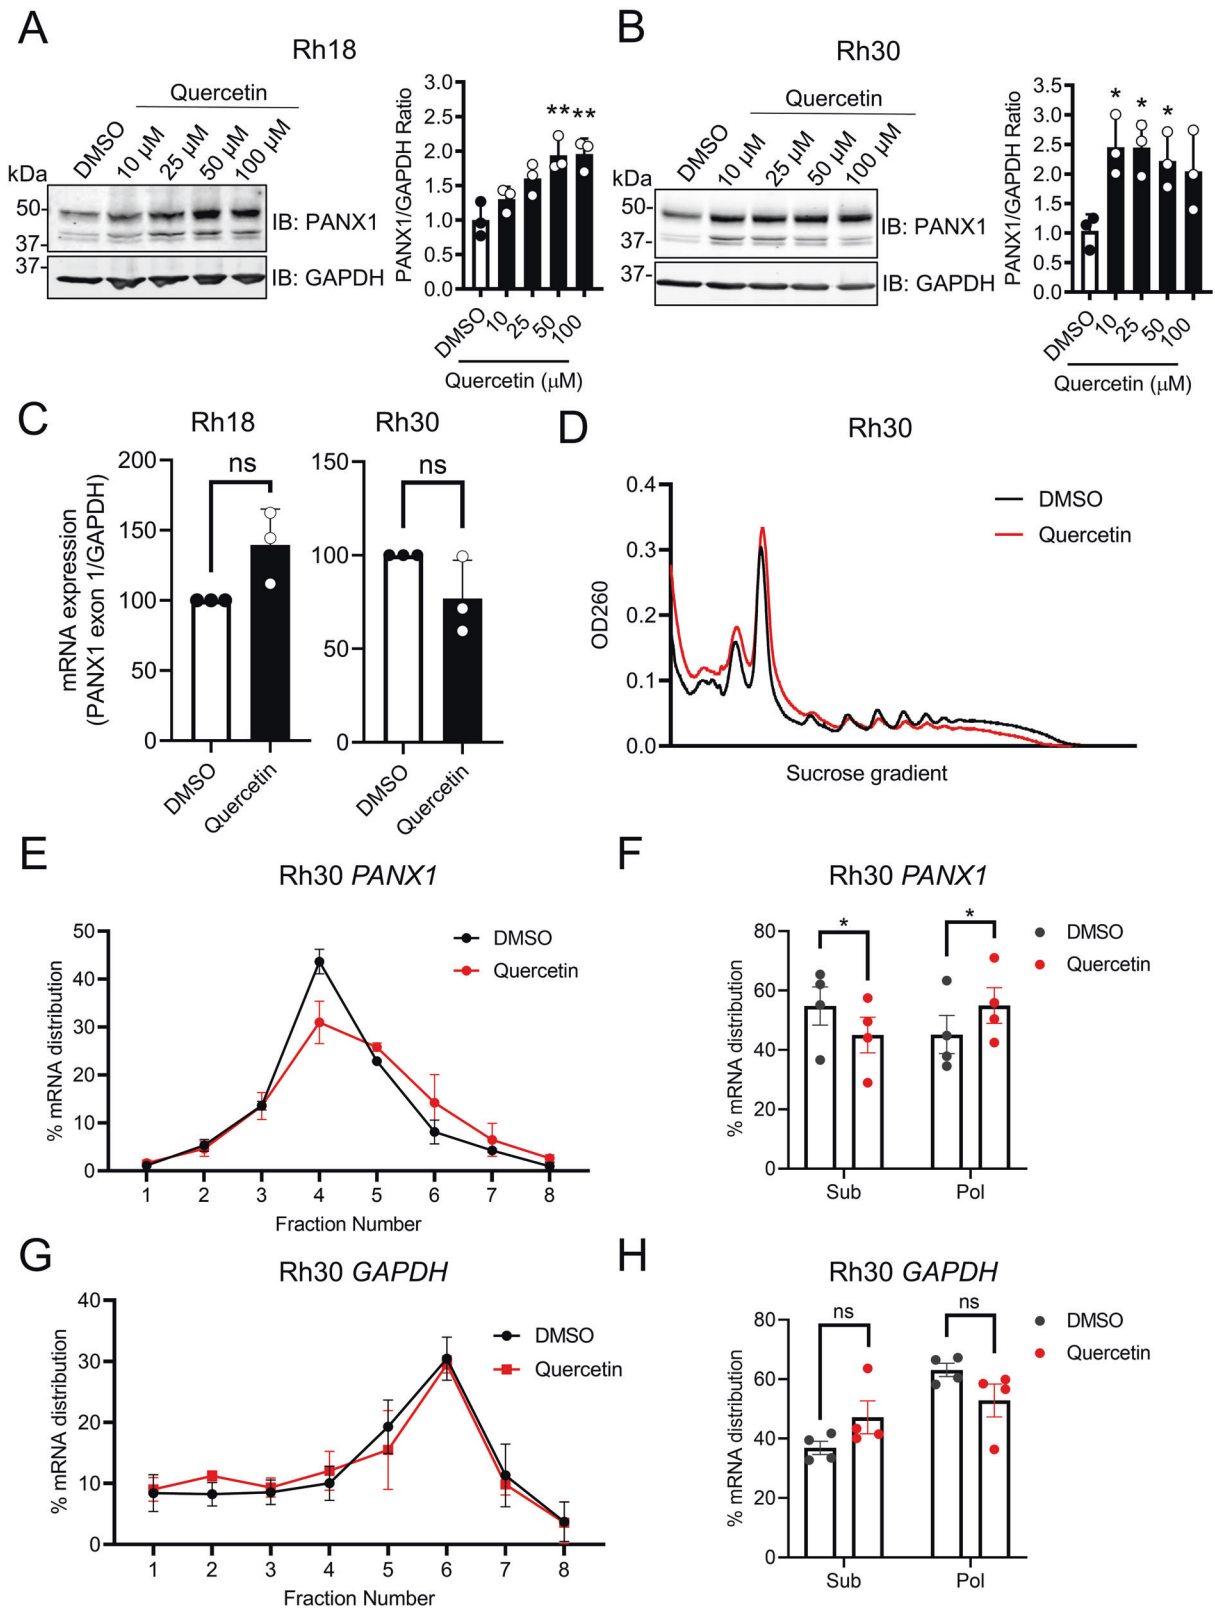 A
Rh18
Quercetin
DMSO
10 µM
25 µM
50 µM
100 µM
kDa
50-
37-
37-
IB: PANX1
IB: GAPDH
PANX1/GAPDH Ratio
3.0
2.5
2.0
1.5
1.0
0.5
0.0
** **
DMSO
10
25
50
100
Quercetin (µM)
B
Rh30
Quercetin
DMSO
10 µM
25 µM
50 µM
100 µM
kDa
50-
37-
37-
IB: PANX1
IB: GAPDH
PANX1/GAPDH Ratio
3.5
3.0
2.5
2.0
1.5
1.0
0.5
0.0
* * *
DMSO
10
25
50
100
Quercetin (µM)
C
Rh18
mRNA expression
(PANX1 exon 1/GAPDH)
200
150
100
50
0
ns
DMSO
Quercetin
Rh30
150
100
50
0
ns
DMSO
Quercetin
D
Rh30
OD260
0.4
0.3
0.2
0.1
0.0
DMSO
Quercetin
Sucrose gradient
E
Rh30 PANX1
% mRNA distribution
50
40
30
20
10
0
DMSO
Quercetin
1 2 3 4 5 6 7 8
Fraction Number
F
Rh30 PANX1
% mRNA distribution
80
60
40
20
0
* *
DMSO
Quercetin
Sub Pol
G
Rh30 GAPDH
% mRNA distribution
40
30
20
10
0
DMSO
Quercetin
1 2 3 4 5 6 7 8
Fraction Number
H
Rh30 GAPDH
% mRNA distribution
80
60
40
20
0
ns ns
DMSO
Quercetin
Sub Pol